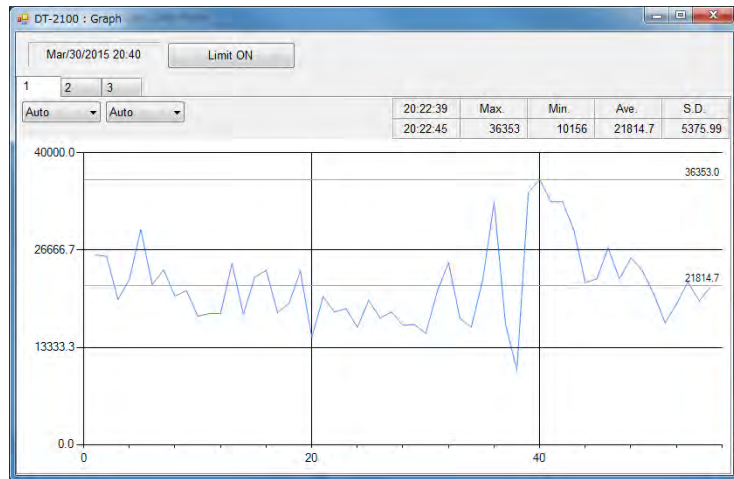 DT-2100 : Graph
Mar/30/2015 20:40 Limit ON
1 2 3
Auto Auto
20:22:39 Max. Min. Ave. S.D.
20:22:45 36353 10156 21814.7 5375.99
40000.0
36353.0
26666.7
21814.7
13333.3
0.0
0 20 40